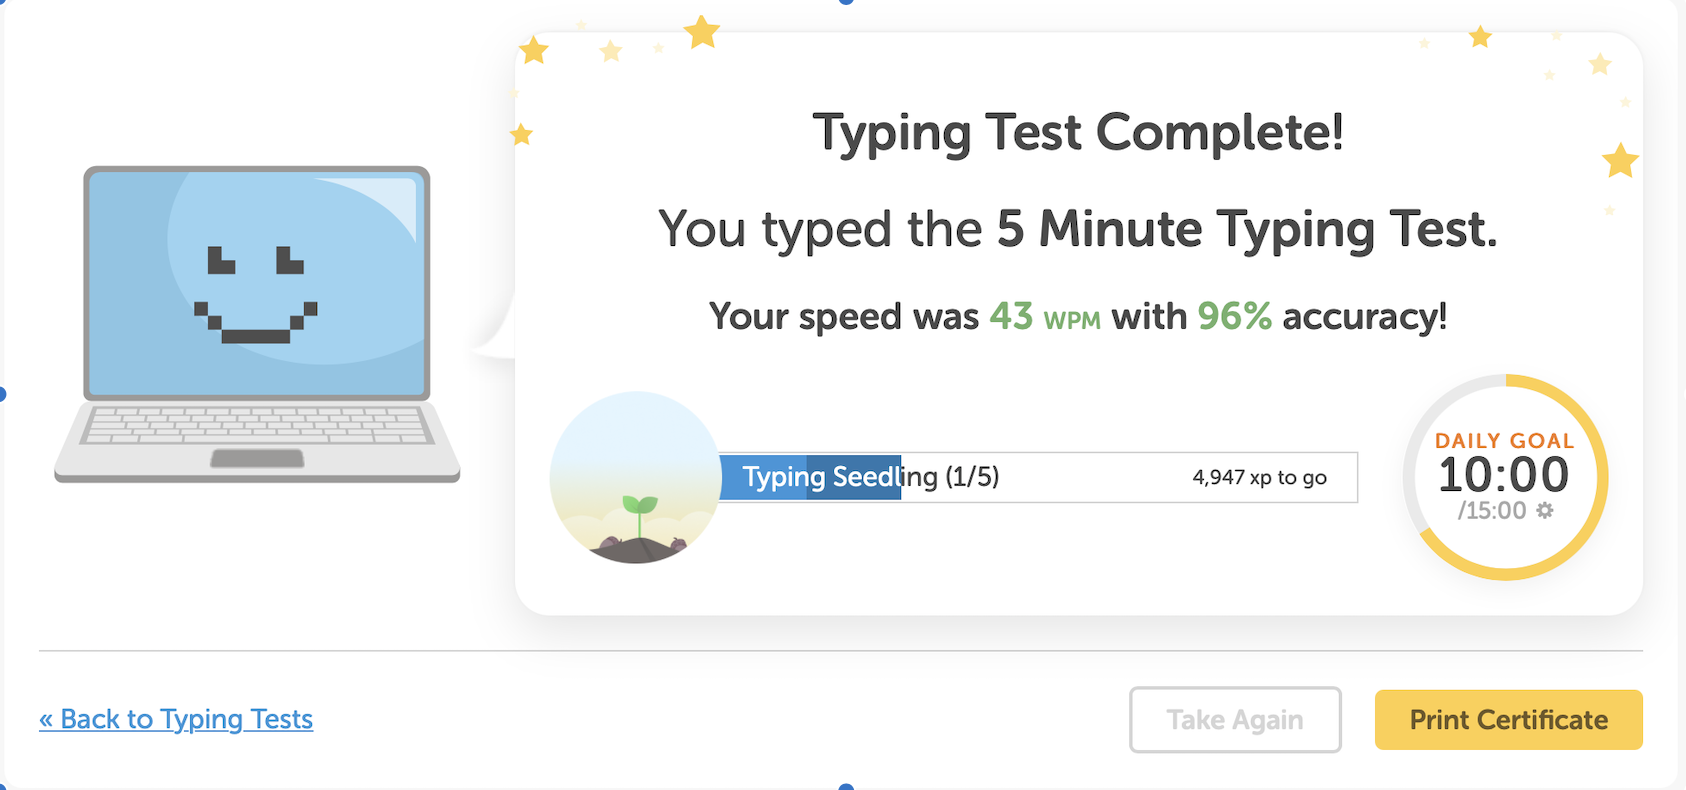 Typing Test Complete!
You typed the 5 Minute Typing Test.
Your speed was 43 WPM with 96% accuracy!
Typing Seedling (1/5)
4,947 xp to go
DAILY GOAL
10:00
/15:00
« Back to Typing Tests
Take Again
Print Certificate